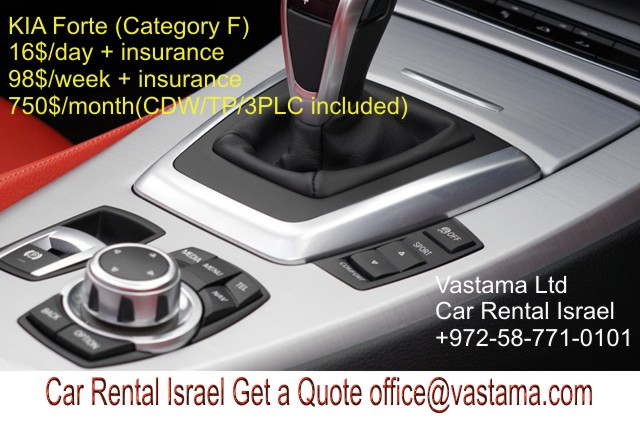 KIA Forte (Category F)
16$/day + insurance
98$/week + insurance
750$/month(CDW/TP/3PLC included)
OFF
SPORT
COMFORT
MEDIA
MENU
TEL
NAV
BACK
OPTION
Vastama Ltd
Car Rental Israel
+972-58-771-0101
Car Rental Israel Get a Quote office@vastama.com